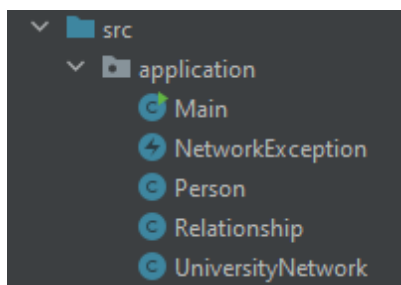 src
application
Main
NetworkException
Person
Relationship
UniversityNetwork